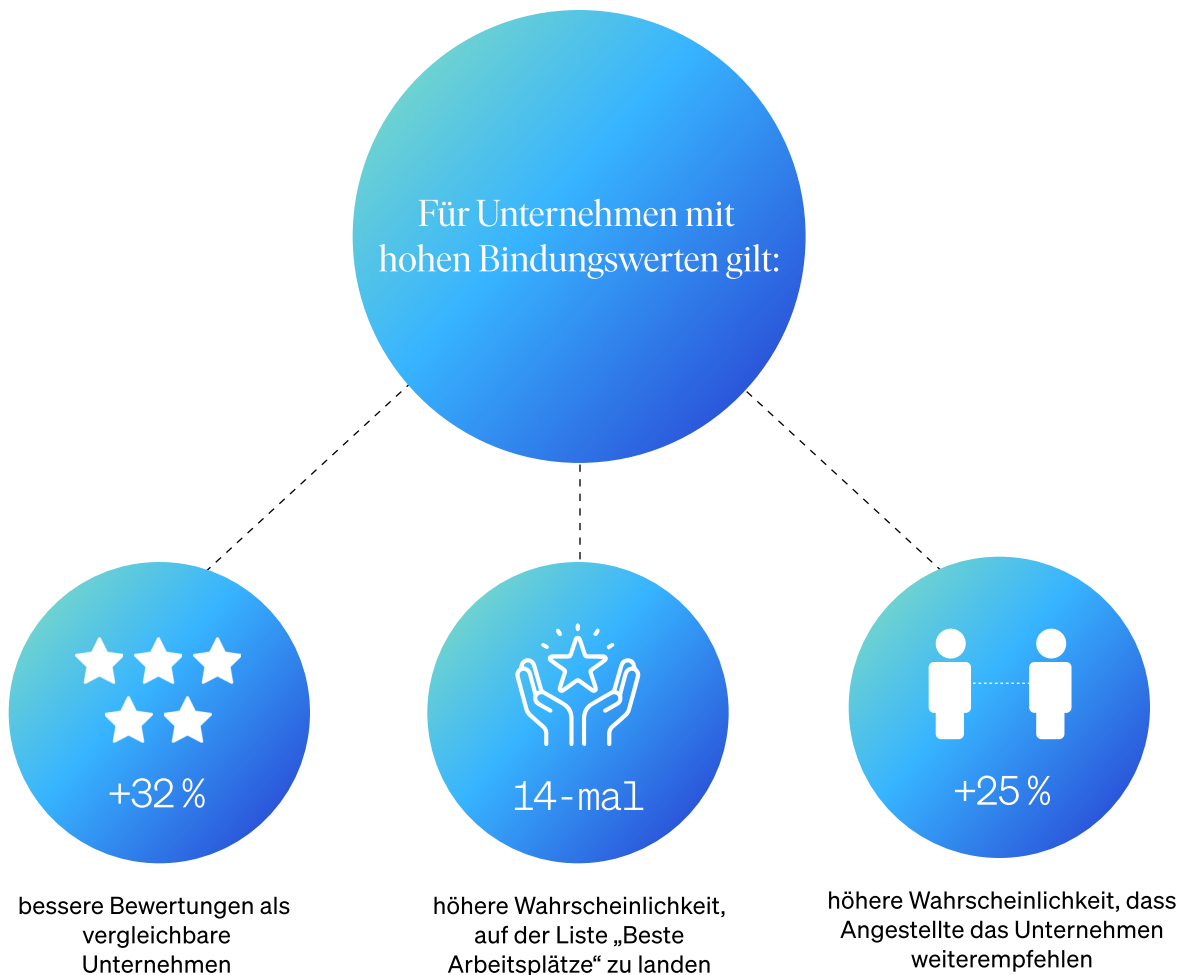 Für Unternehmen mit
hohen Bindungswerten gilt:
+32 %
bessere Bewertungen als
vergleichbare
Unternehmen
14-mal
höhere Wahrscheinlichkeit,
auf der Liste „Beste
Arbeitsplätze“ zu landen
+25 %
höhere Wahrscheinlichkeit, dass
Angestellte das Unternehmen
weiterempfehlen